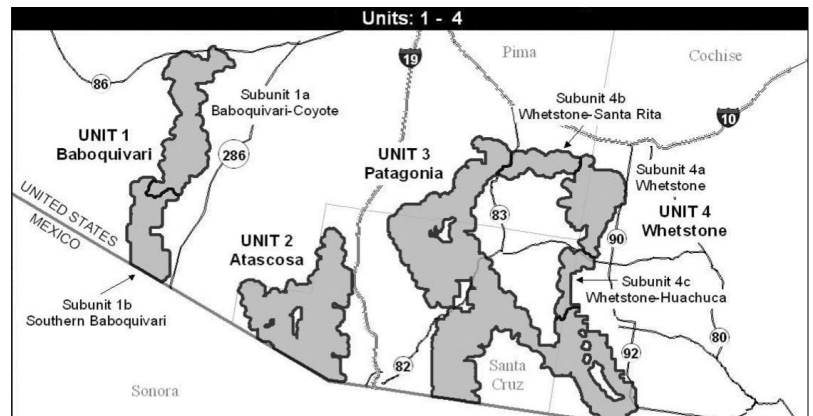 Units: 1 - 4
19
Pima
Cochise
86
Subunit 1a
Baboquivari-Coyote
Subunit 4b
Whetstone-Santa Rita
10
UNIT 1
Baboquivari
286
UNIT 3
Patagonia
Subunit 4a
Whetstone
UNITED STATES
MEXICO
83
UNIT 4
Whetstone
90
UNIT 2
Atascosa
Subunit 4c
Whetstone-Huachuca
Subunit 1b
Southern Baboquivari
82
92
80
Santa
Cruz
Sonora